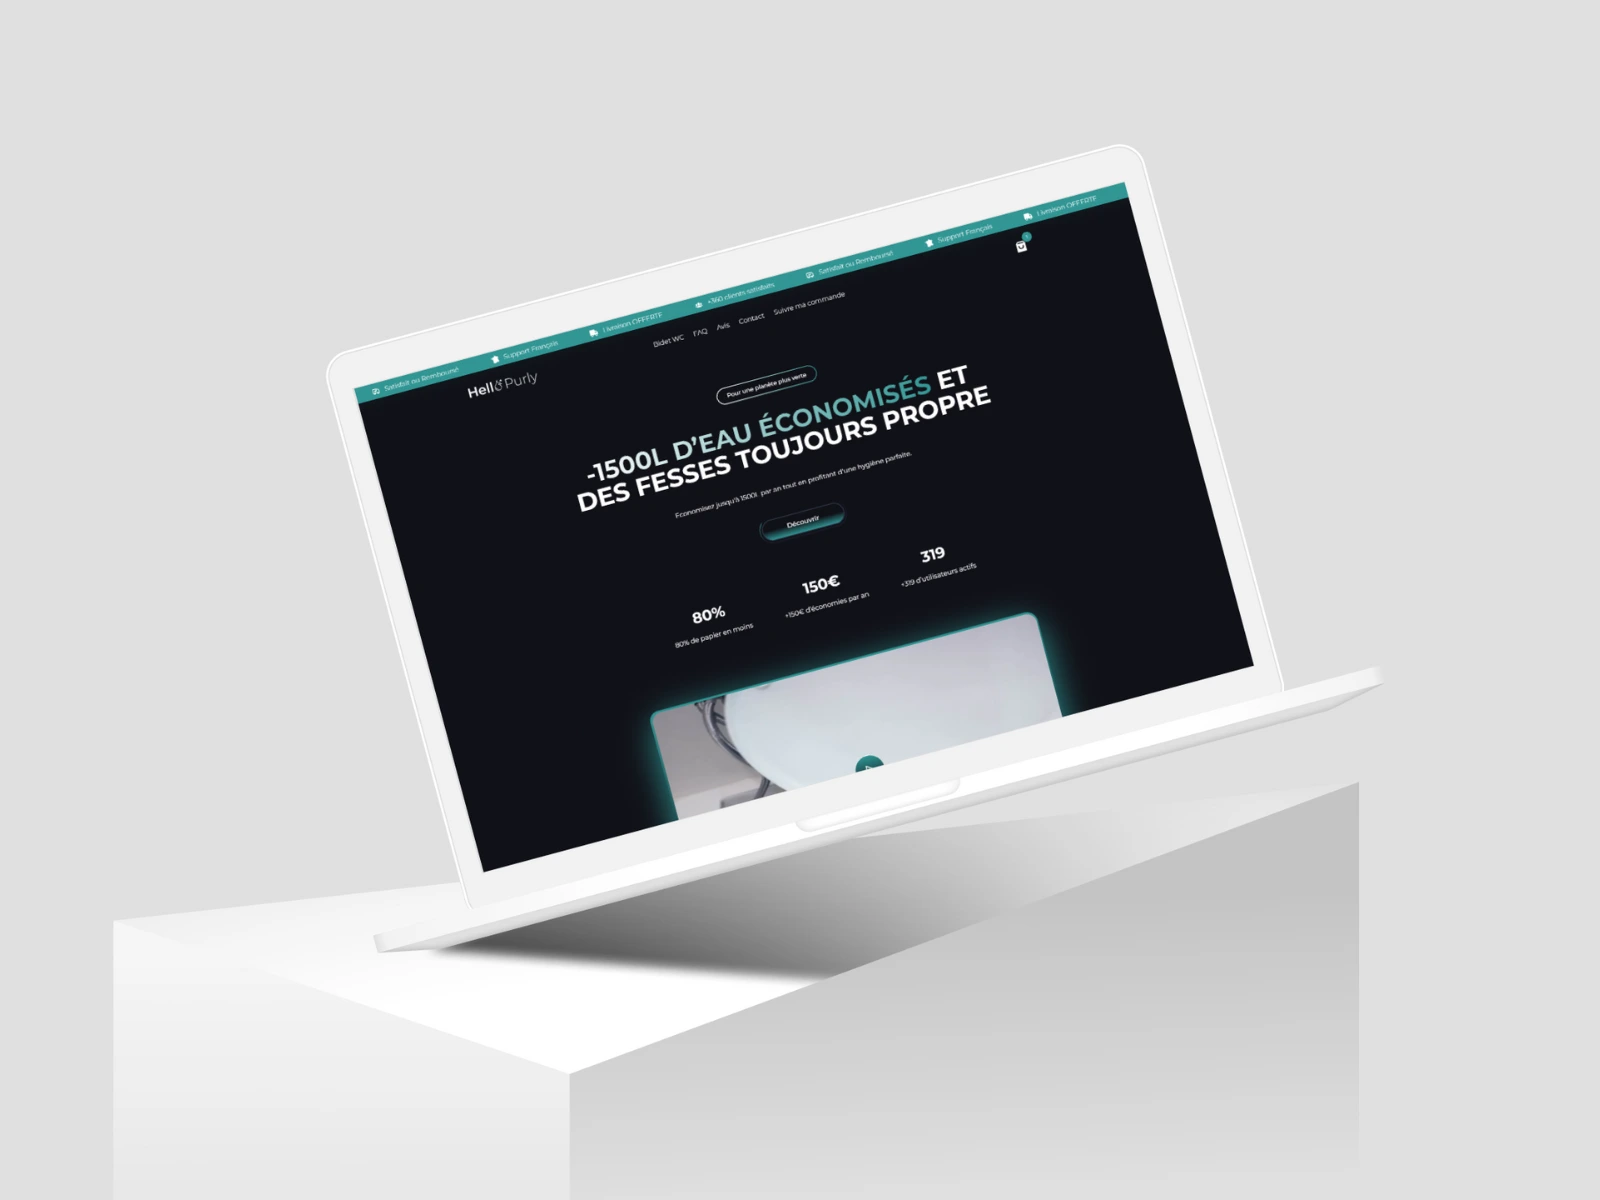 Satisfait ou Remboursé
Support Français
Livraison OFFERTE
+360 clients satisfaits
Satisfait ou Remboursé
Support Français
Livraison OFFERTE
Hello Purly
Bidet WC
FAQ
Avis
Contact
Suivre ma commande
Pour une planète plus verte
-1500L D’EAU ÉCONOMISÉS ET
DES FESSES TOUJOURS PROPRE
Economisez jusqu'à 1500L par an tout en profitant d'une hygiène parfaite.
Découvrir
80%
80% de papier en moins
150€
+150€ d'économies par an
319
+319 d'utilisateurs actifs